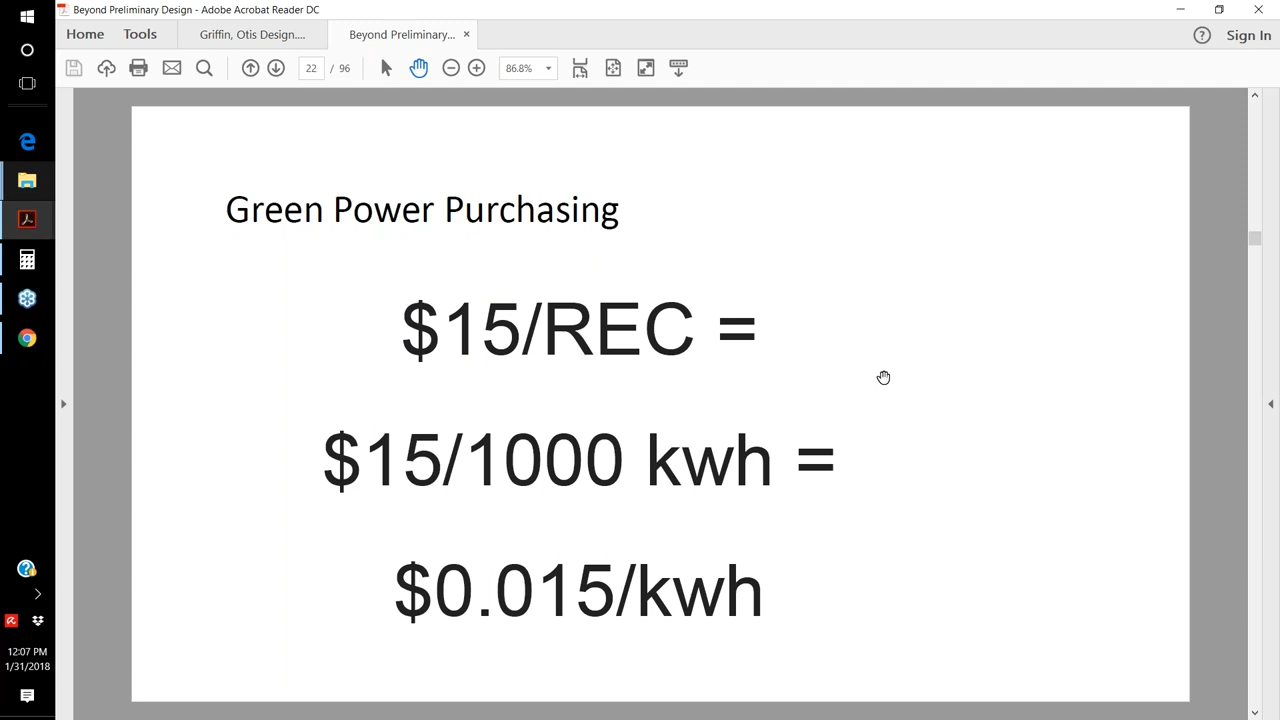 Beyond Preliminary Design - Adobe Acrobat Reader DC
Home Tools Griffin, Otis Design.... Beyond Preliminary... × Sign In
22 / 96 86.8%
Green Power Purchasing
$15/REC =
$15/1000 kwh =
$0.015/kwh
12:07 PM
1/31/2018